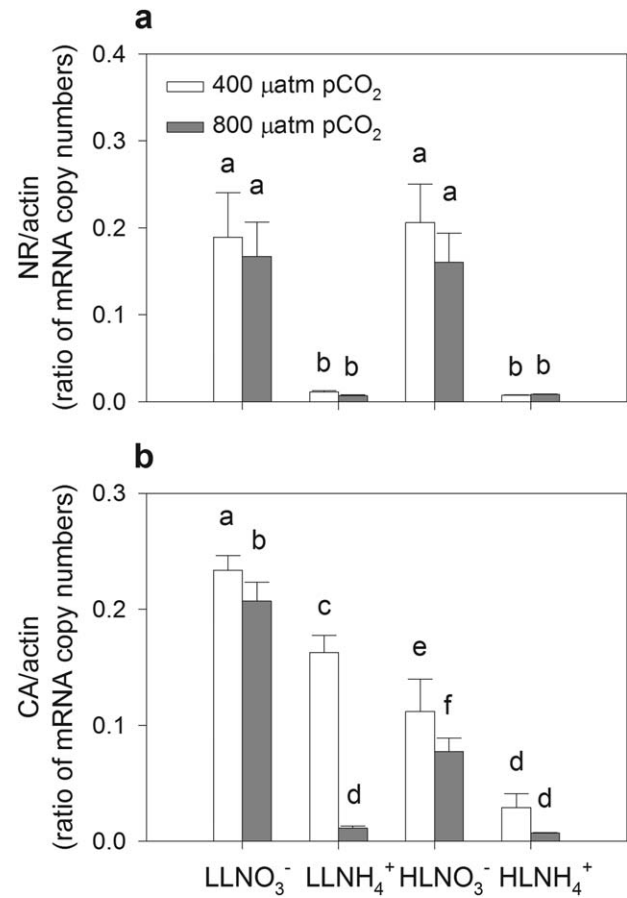 a
0.4
400 μatm pCO₂
800 μatm pCO₂
0.3
a
a
a
a
0.2
NR/actin
(ratio of mRNA copy numbers)
0.1
b b
b b
0.0
b
0.3
a
b
0.2
c
e
f
CA/actin
(ratio of mRNA copy numbers)
0.1
d
d d
0.0
LLNO₃⁻ LLNH₄⁺ HLNO₃⁻ HLNH₄⁺